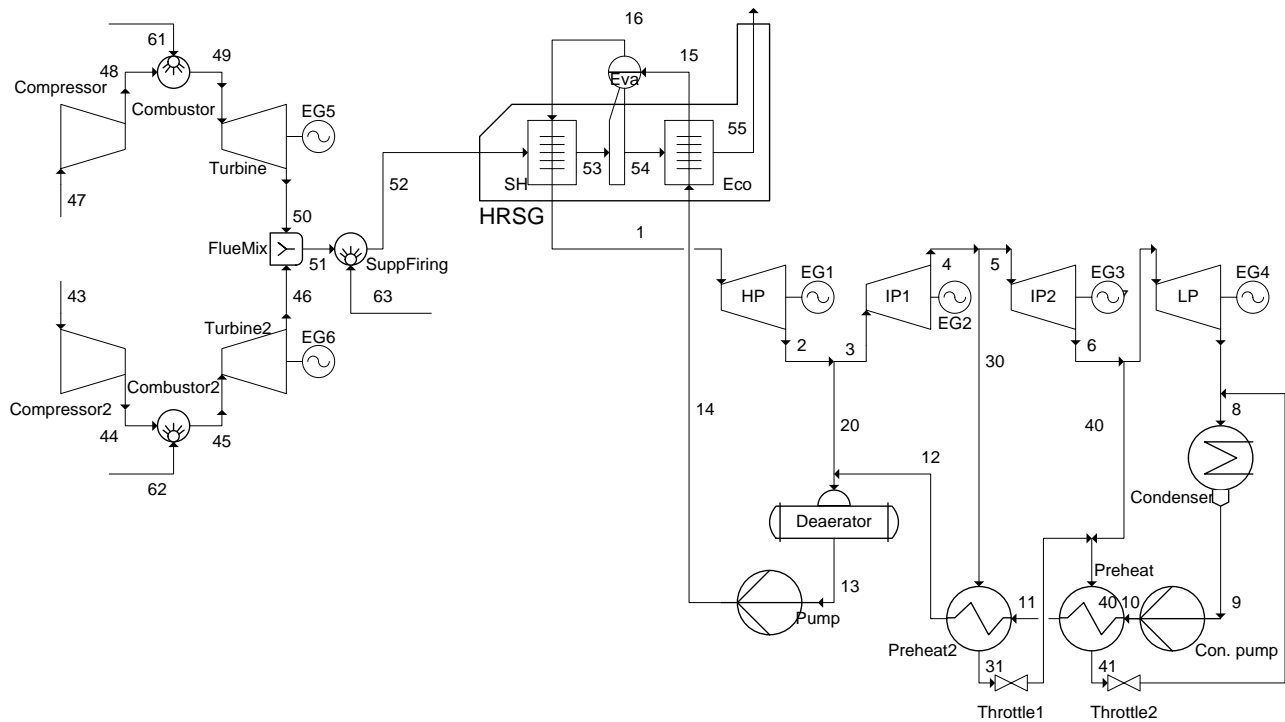 61
16
48
49
15
Compressor
Combustor
EG5
Eva
Turbine
53
54
55
SH
Eco
47
52
HRSG
50
FlueMix
51
SuppFiring
1
4
5
43
46
63
EG1
EG3
7
EG4
Turbine2
HP
IP1
IP2
LP
EG2
EG6
2
3
6
Combustor2
30
Compressor2
44
45
14
20
40
8
62
12
Condenser
Deaerator
13
Preheat
11
40
10
9
Pump
Preheat2
Con. pump
31
41
Throttle1
Throttle2